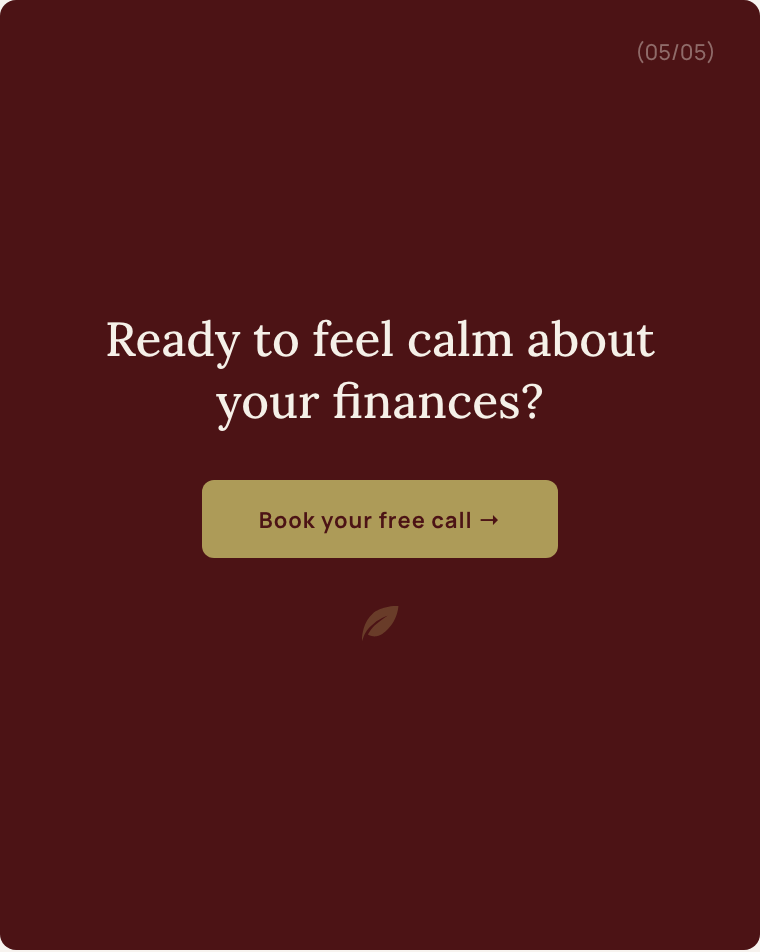 (05/05)
Ready to feel calm about
your finances?
Book your free call →